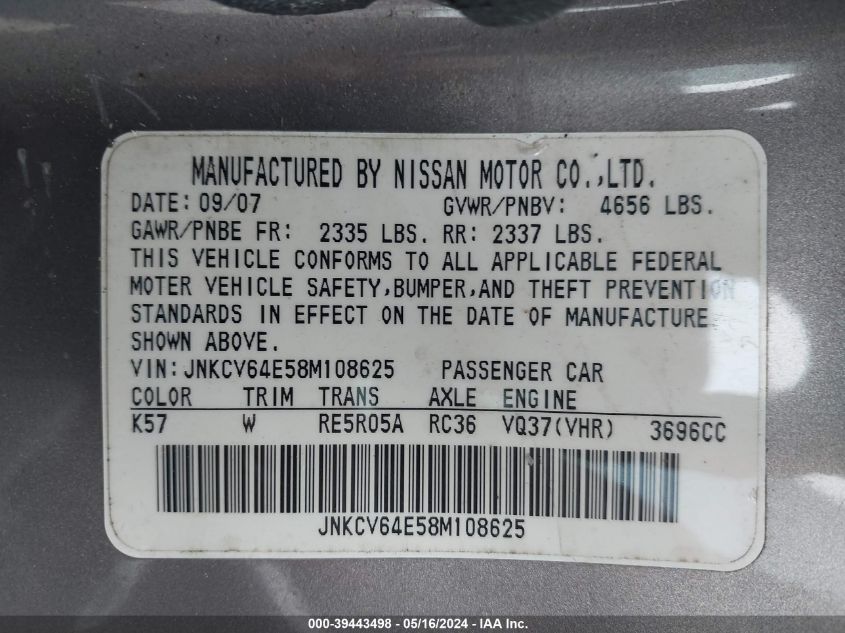 MANUFACTURED BY NISSAN MOTOR CO.,LTD.
DATE: 09/07 GVWR/PNBV: 4656 LBS.
GAWR/PNBE FR: 2335 LBS. RR: 2337 LBS.
THIS VEHICLE CONFORMS TO ALL APPLICABLE FEDERAL
MOTER VEHICLE SAFETY,BUMPER,AND THEFT PREVENTION
STANDARDS IN EFFECT ON THE DATE OF MANUFACTURE
SHOWN ABOVE.
VIN: JNKCV64E58M108625 PASSENGER CAR
COLOR TRIM TRANS AXLE ENGINE
K57 W RE5R05A RC36 VQ37(VHR) 3696CC
JNKCV64E58M108625
000-39443498 - 05/16/2024 - IAA Inc.